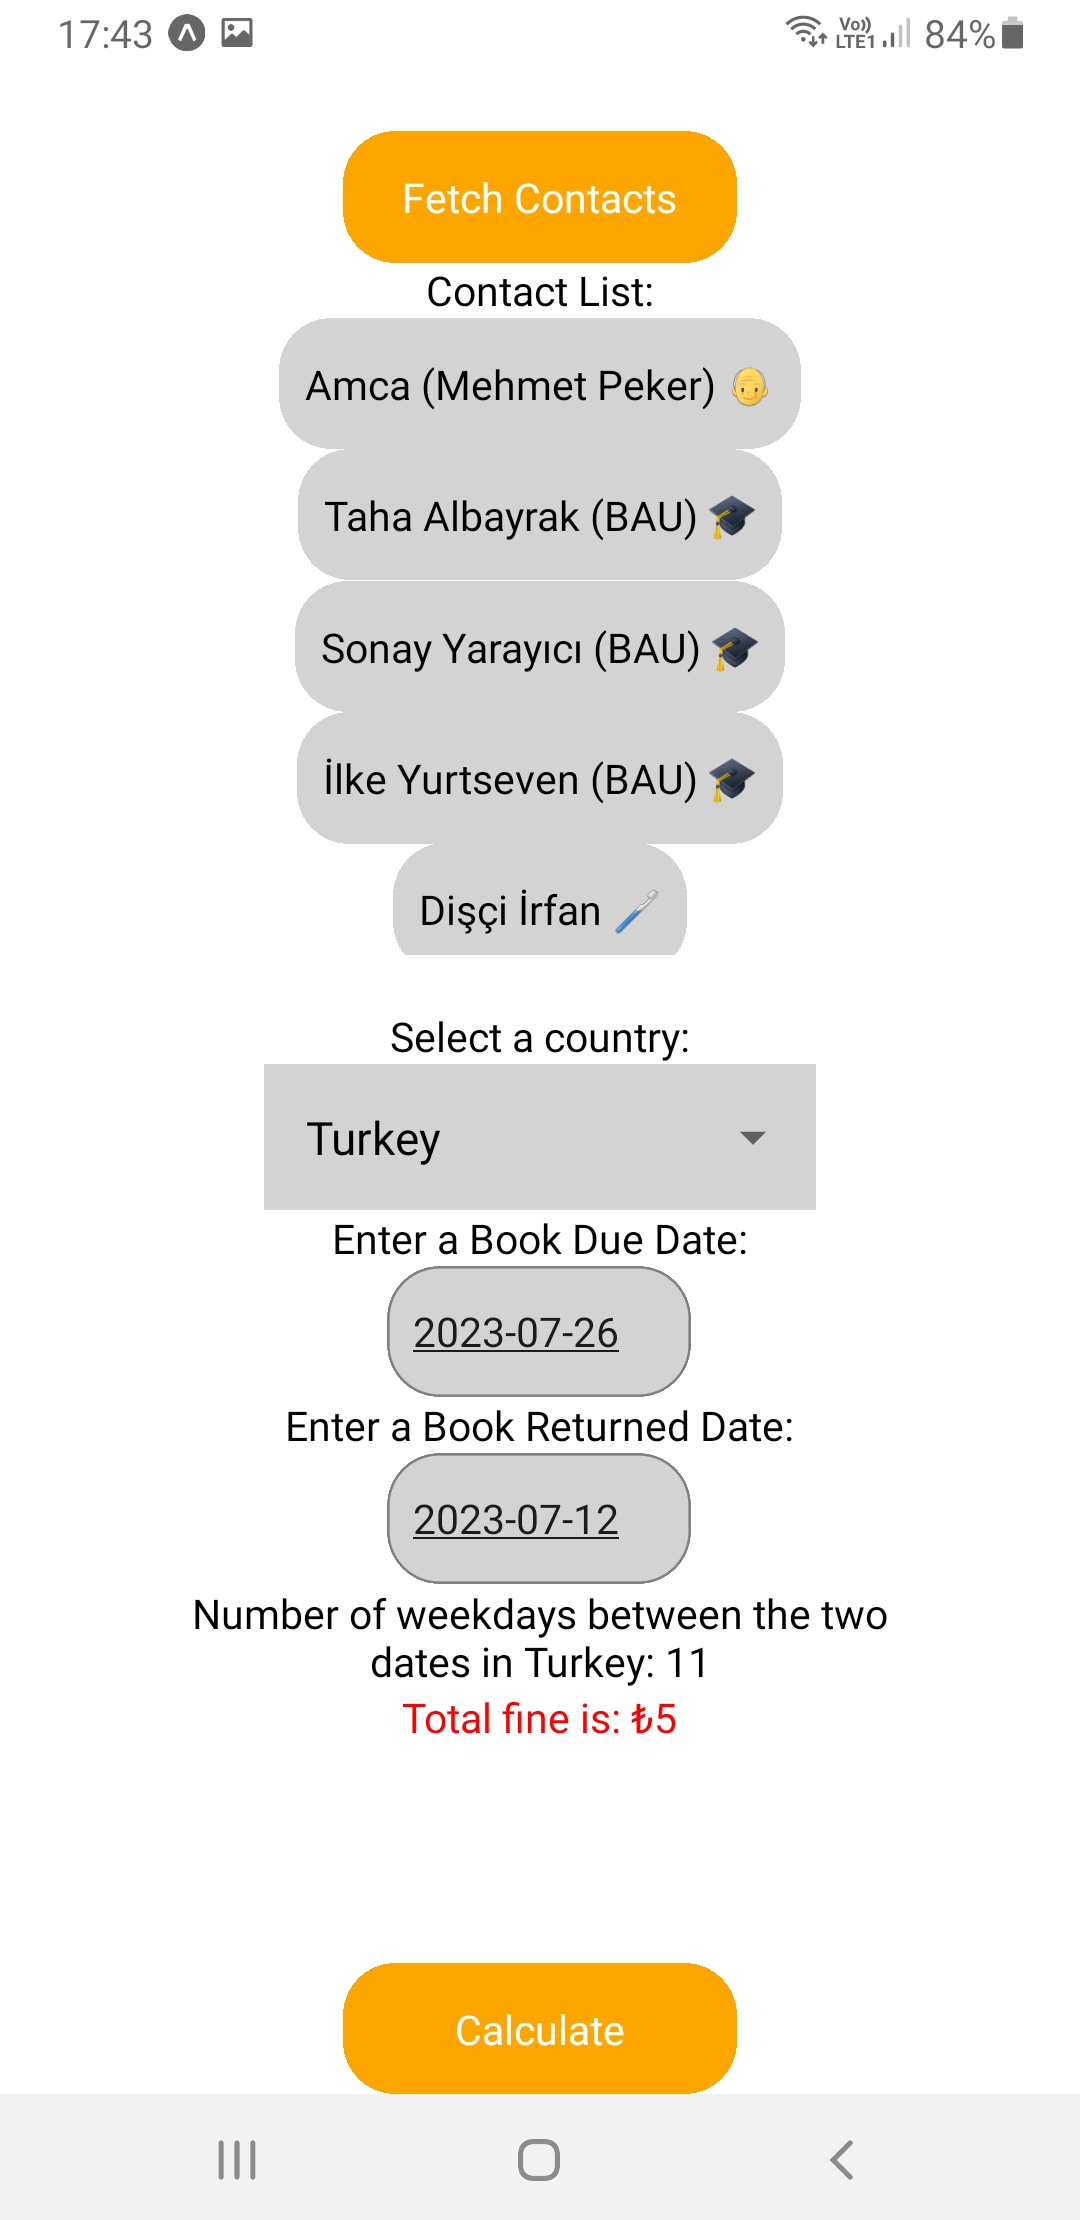 17:43 Vo)) LTE1 84%
Fetch Contacts
Contact List:
Amca (Mehmet Peker) 👴
Taha Albayrak (BAU) 🎓
Sonay Yarayıcı (BAU) 🎓
İlke Yurtseven (BAU) 🎓
Dişçi İrfan 🪥
Select a country:
Turkey
Enter a Book Due Date:
2023-07-26
Enter a Book Returned Date:
2023-07-12
Number of weekdays between the two
dates in Turkey: 11
Total fine is: ₺5
Calculate